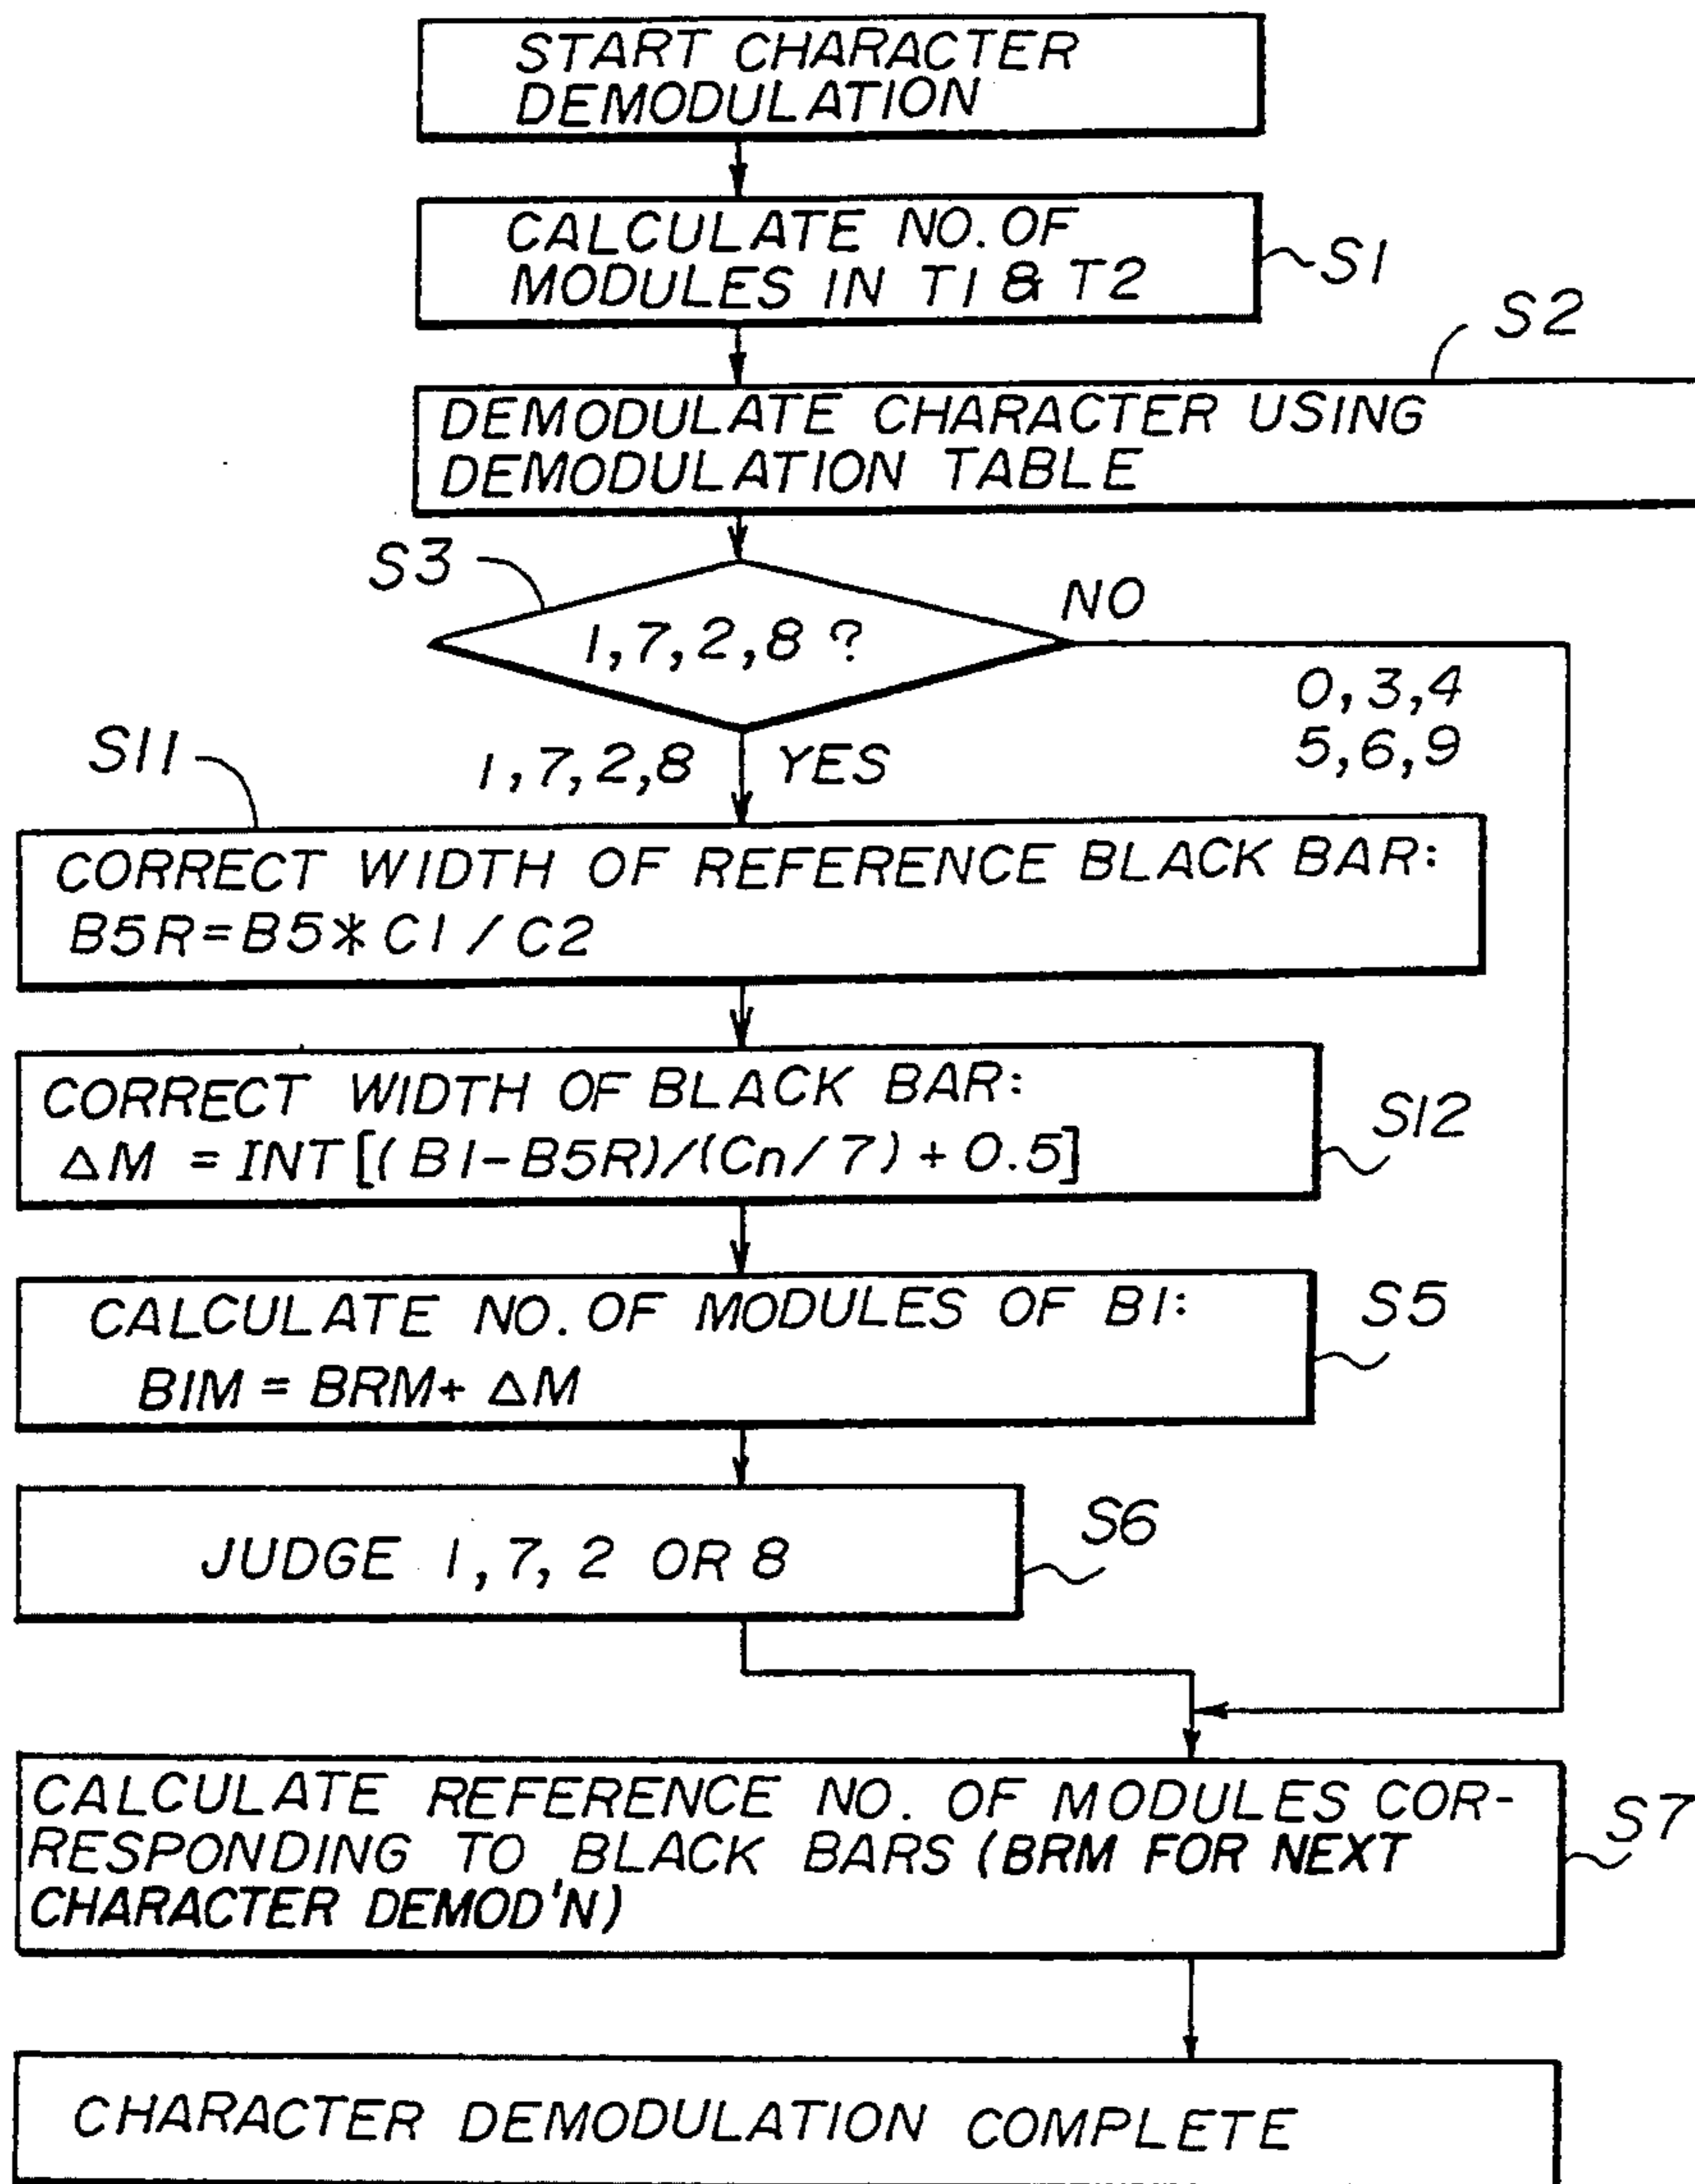 START CHARACTER
DEMODULATION
CALCULATE NO. OF
MODULES IN T1 & T2
S1
S2
DEMODULATE CHARACTER USING
DEMODULATION TABLE
S3
1,7,2,8 ?
NO
0,3,4
5,6,9
S11
1,7,2,8
YES
CORRECT WIDTH OF REFERENCE BLACK BAR:
B5R=B5*C1/C2
CORRECT WIDTH OF BLACK BAR:
ΔM = INT[(B1-B5R)/(Cn/7)+0.5]
S12
CALCULATE NO. OF MODULES OF B1:
B1M = BRM+ ΔM
S5
JUDGE 1,7,2 OR 8
S6
CALCULATE REFERENCE NO. OF MODULES COR-
RESPONDING TO BLACK BARS (BRM FOR NEXT
CHARACTER DEMOD'N)
S7
CHARACTER DEMODULATION COMPLETE